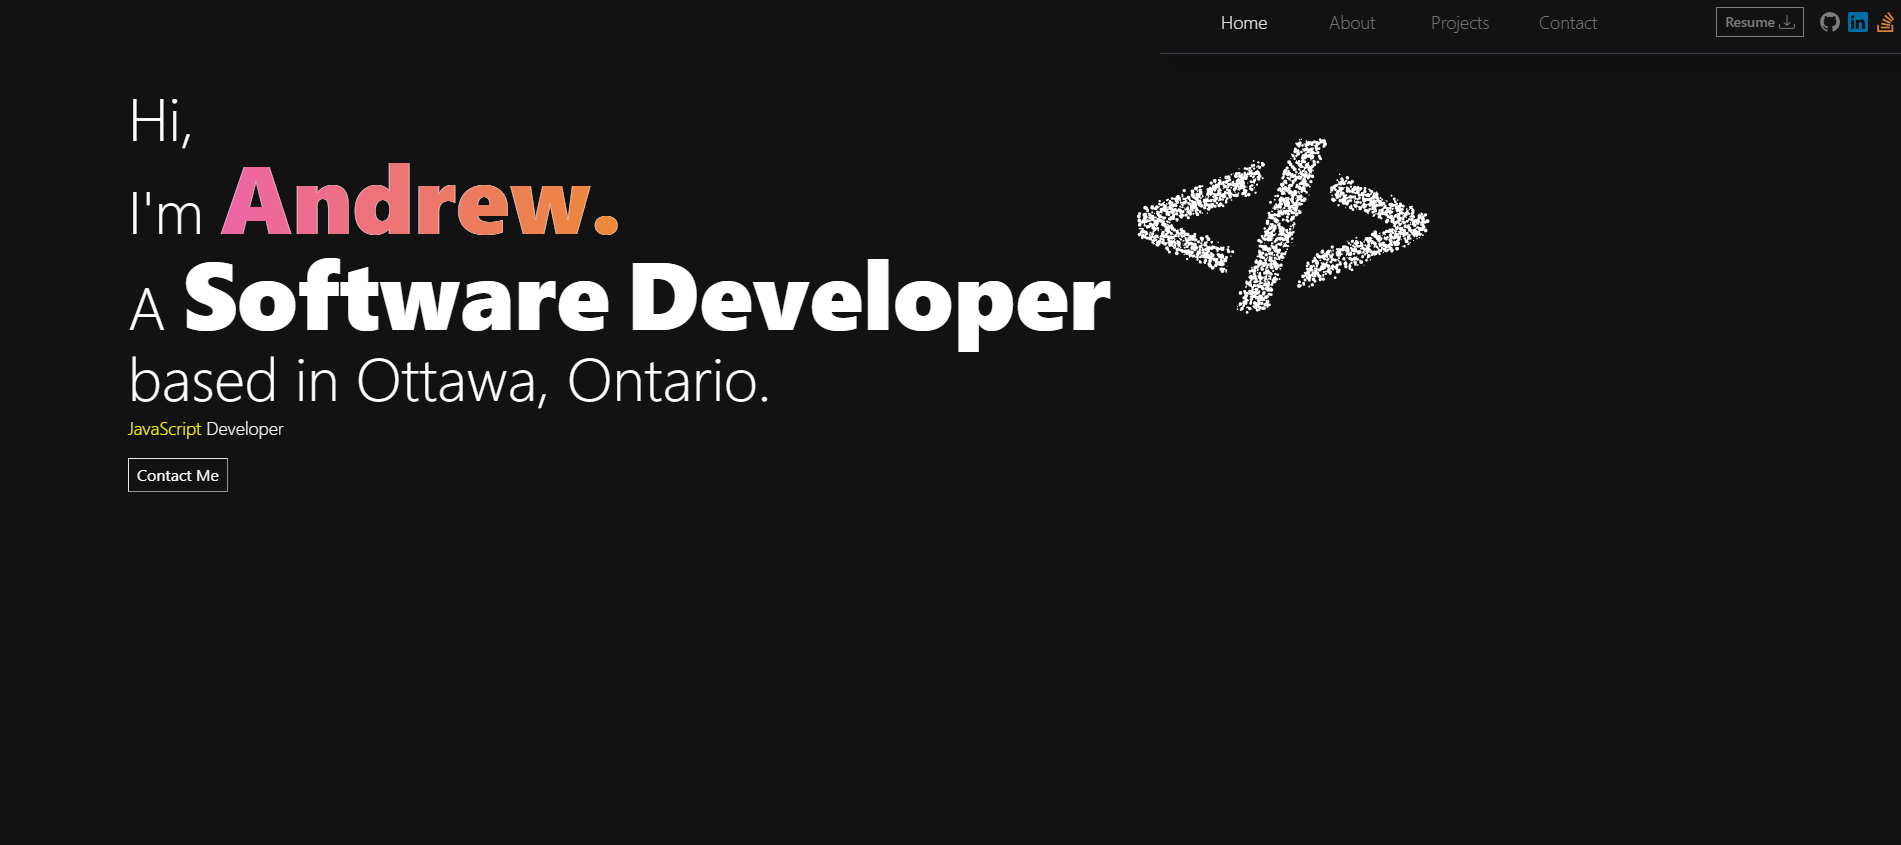 Home About Projects Contact Resume
Hi,
I'm Andrew.
A Software Developer
based in Ottawa, Ontario.
JavaScript Developer
Contact Me